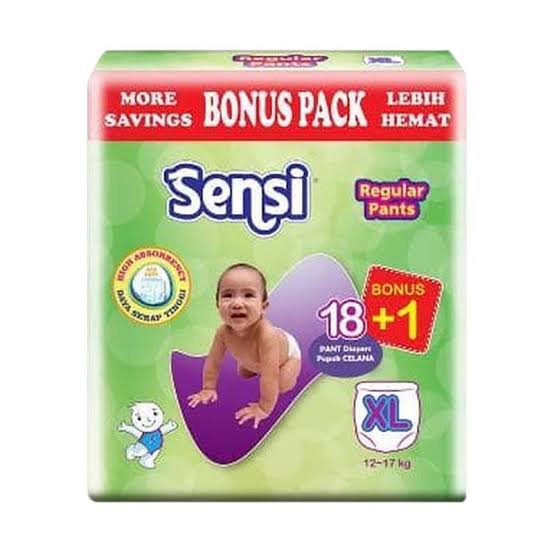 Regular
Pants
XL
MORE
SAVINGS
BONUS PACK
LEBIH
HEMAT
Sensi
Regular
Pants
HIGH ABSORBENCY
DAYA SERAP TINGGI
BONUS
18 +1
PANT Diapers
Popok CELANA
XL
12-17 kg